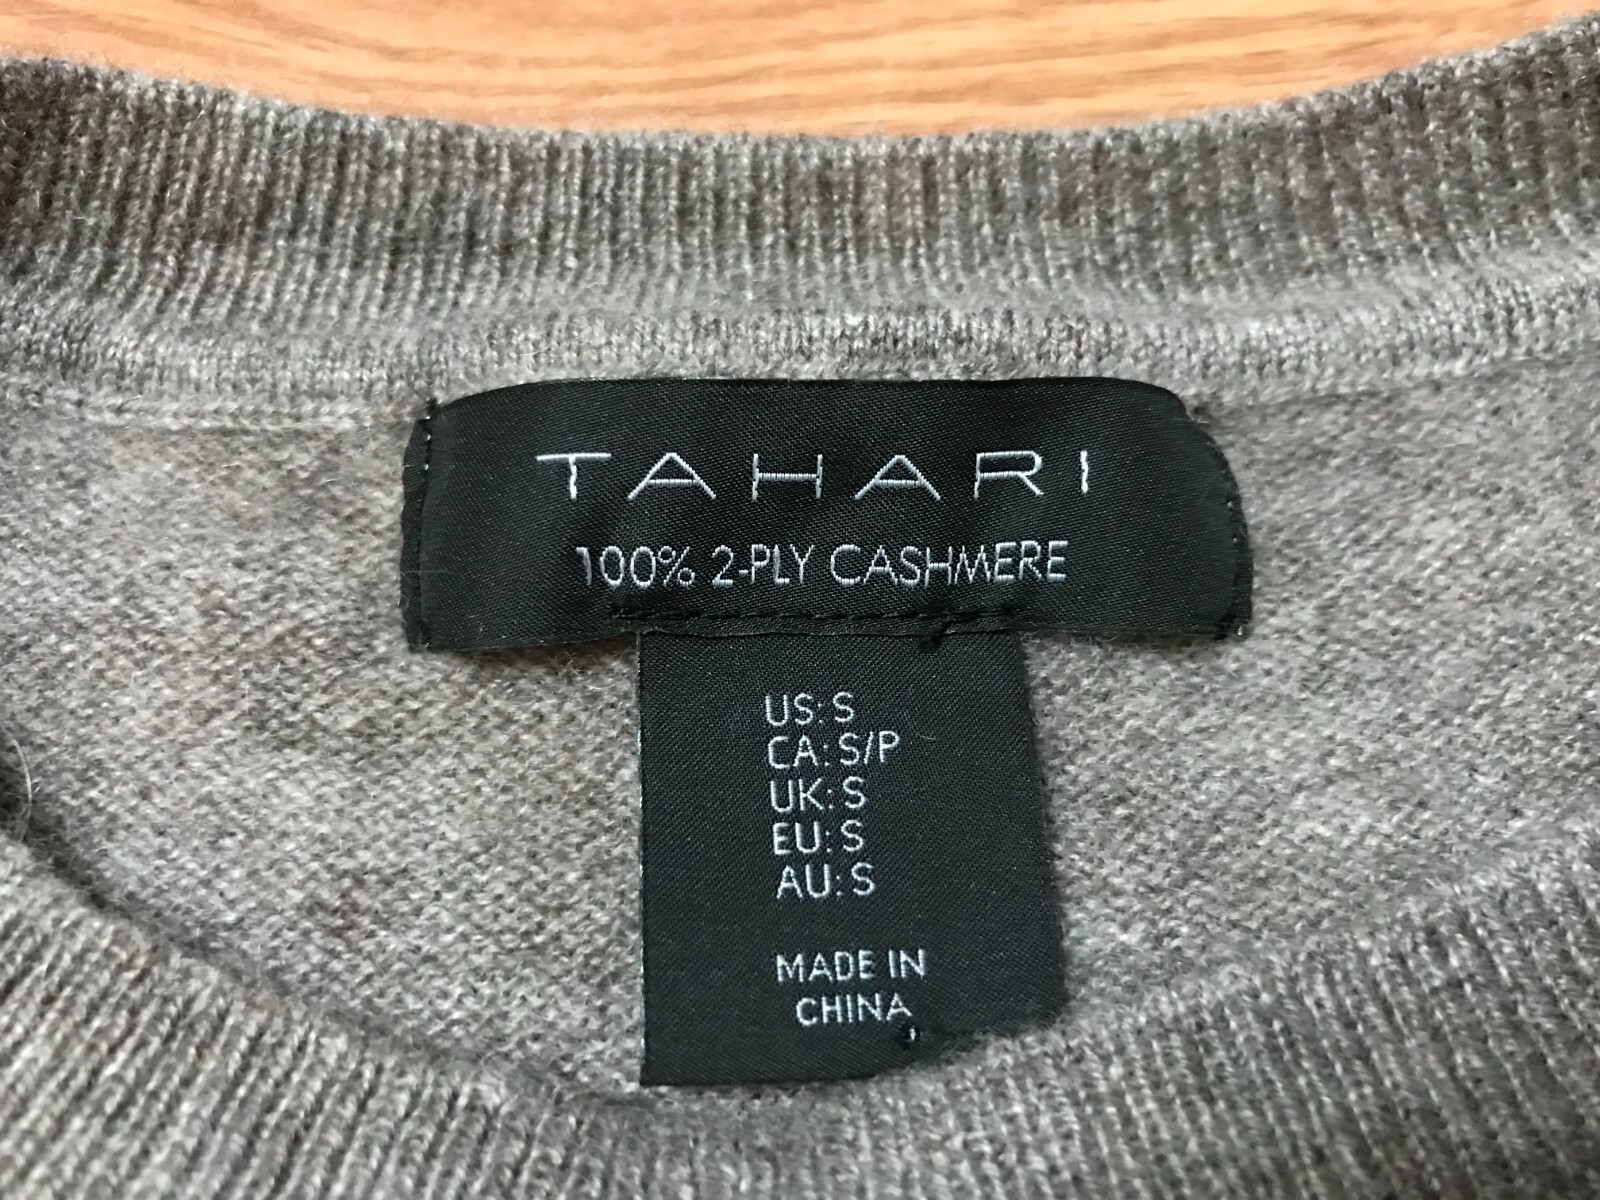 TAHARI
100% 2-PLY CASHMERE
US: S
CA: S/P
UK: S
EU: S
AU: S
MADE IN
CHINA